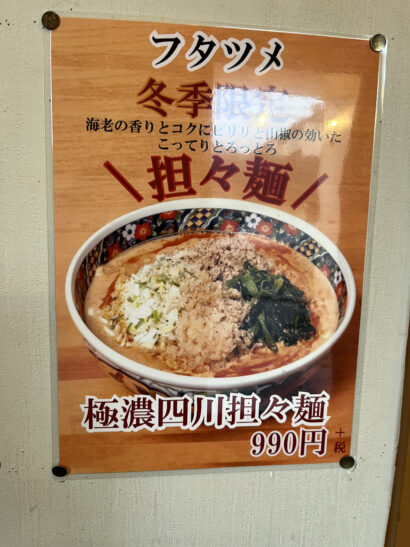 フタツメ
冬季限定
海老の香りとコクにピリリと山椒の効いた
こってりとろっとろ
\担々麺/
極濃四川担々麺
990円+税